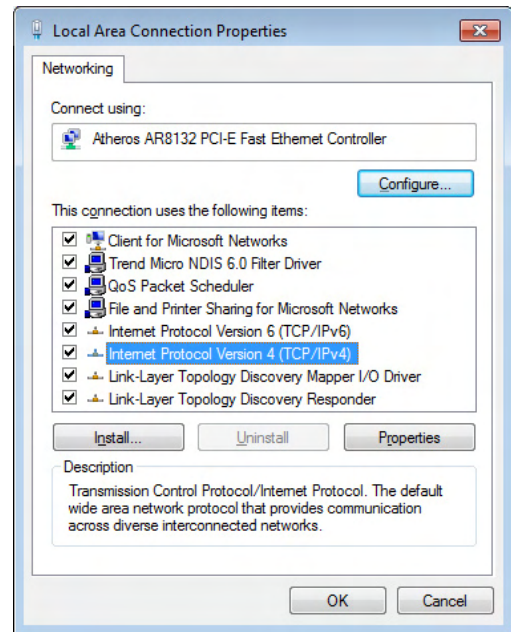 Local Area Connection Properties
Networking
Connect using:
Atheros AR8132 PCI-E Fast Ethernet Controller
Configure...
This connection uses the following items:
Client for Microsoft Networks
Trend Micro NDIS 6.0 Filter Driver
QoS Packet Scheduler
File and Printer Sharing for Microsoft Networks
Internet Protocol Version 6 (TCP/IPv6)
Internet Protocol Version 4 (TCP/IPv4)
Link-Layer Topology Discovery Mapper I/O Driver
Link-Layer Topology Discovery Responder
Install... Uninstall Properties
Description
Transmission Control Protocol/Internet Protocol. The default
wide area network protocol that provides communication
across diverse interconnected networks.
OK Cancel